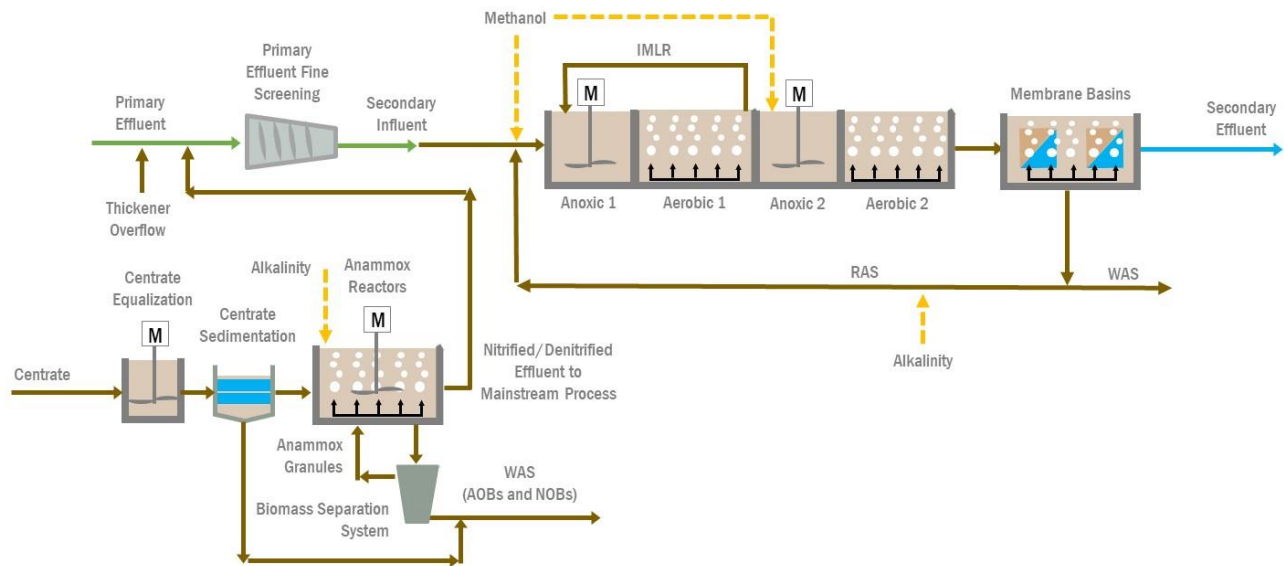 Methanol
IMLR
Primary
Effluent Fine
Screening
Primary
Effluent
Secondary
Influent
M
M
Membrane Basins
Secondary
Effluent
Thickener
Overflow
Anoxic 1
Aerobic 1
Anoxic 2
Aerobic 2
Alkalinity
Anammox
Reactors
RAS
WAS
Centrate
Equalization
Centrate
Sedimentation
M
M
Nitrified/Denitrified
Effluent to
Mainstream Process
Alkalinity
Centrate
Anammox
Granules
WAS
(AOBs and NOBs)
Biomass Separation
System